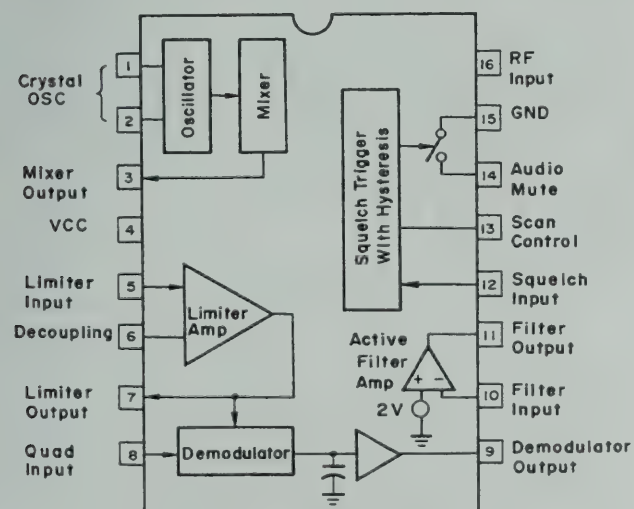 1
Crystal
OSC
2
Oscillator
Mixer
Mixer
Output
3
VCC
4
Limiter
Input
5
Decoupling
6
Limiter
Amp
Limiter
Output
7
Quad
Input
8
Demodulator
16
RF
Input
15
GND
14
Audio
Mute
Squelch Trigger
With Hysteresis
13
Scan
Control
12
Squelch
Input
11
Filter
Output
Active
Filter
Amp
+ −
2V
10
Filter
Input
9
Demodulator
Output